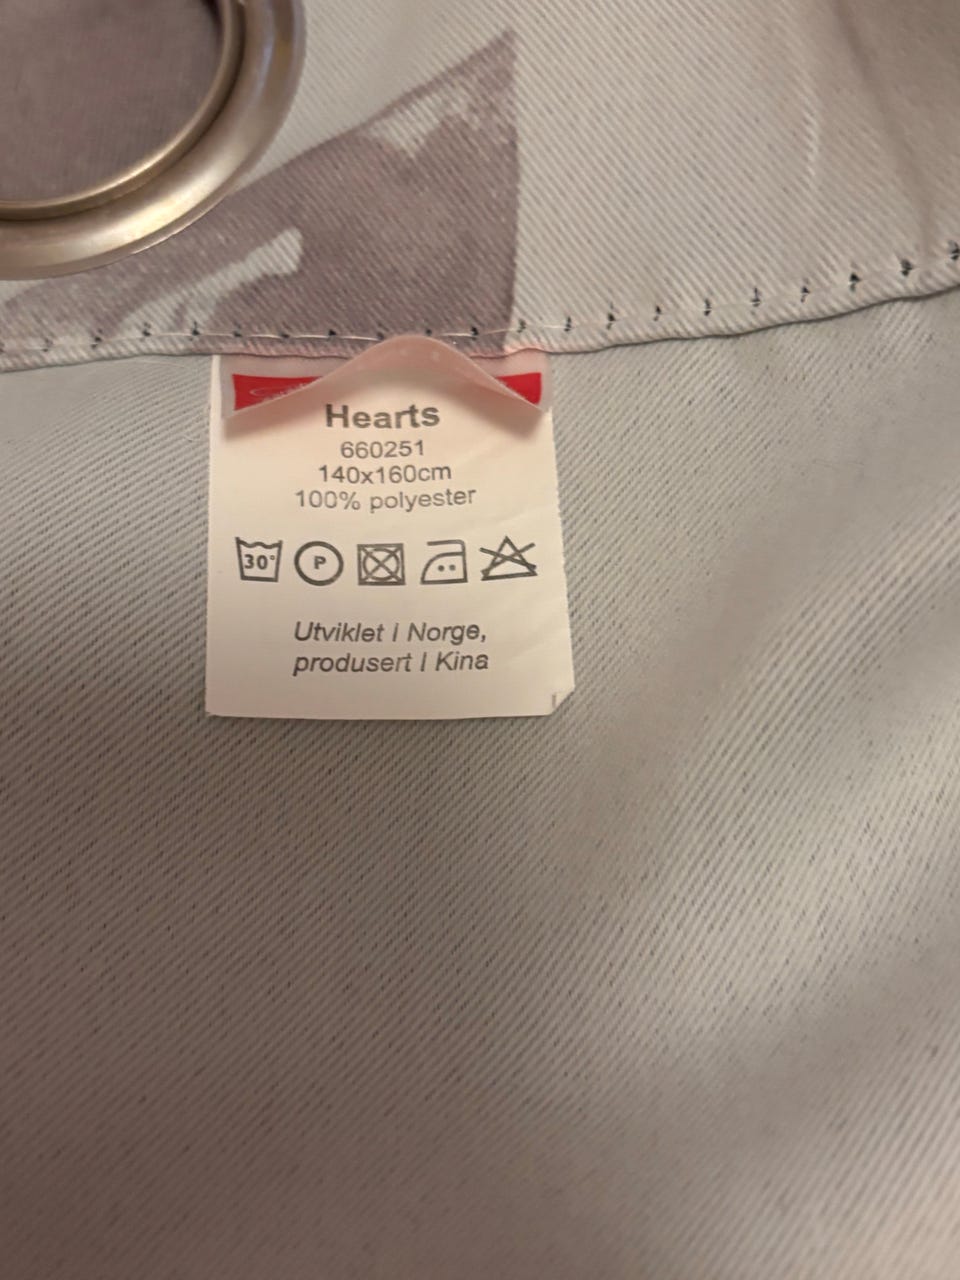 Hearts
660251
140x160cm
100% polyester
30° P
Utviklet i Norge,
produsert I Kina